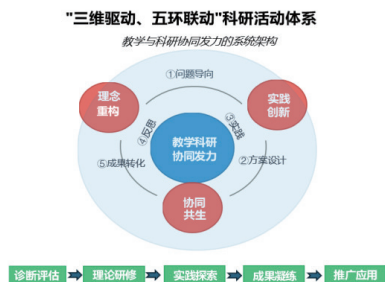 "三维驱动、五环联动"科研活动体系
教学与科研协同发力的系统架构
①问题导向
理念
重构
实践
创新
③实践
④反思
教学科研
协同发力
②方案设计
⑤成果转化
协同
共生
诊断评估
理论研修
实践探索
成果凝练
推广应用